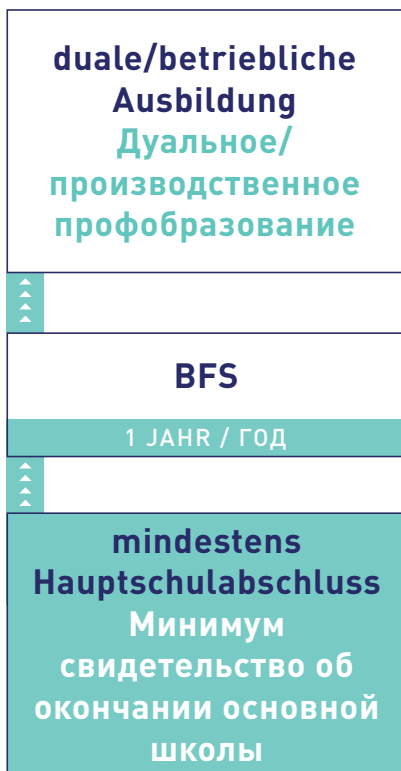 duale/betriebliche
Ausbildung
Дуальное/
производственное
профобразование
BFS
1 JAHR / ГОД
mindestens
Hauptschulabschluss
Минимум
свидетельство об
окончании основной
школы